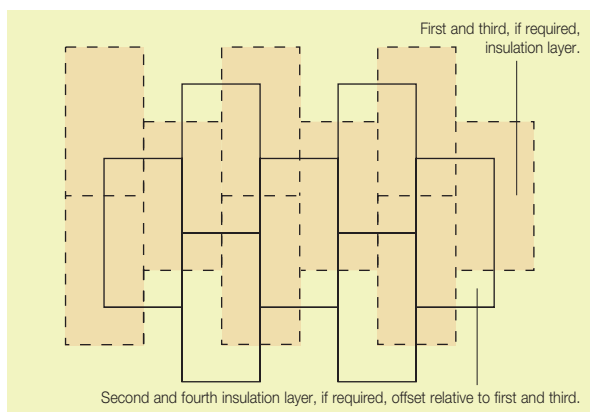 First and third, if required,
insulation layer.
Second and fourth insulation layer, if required, offset relative to first and third.